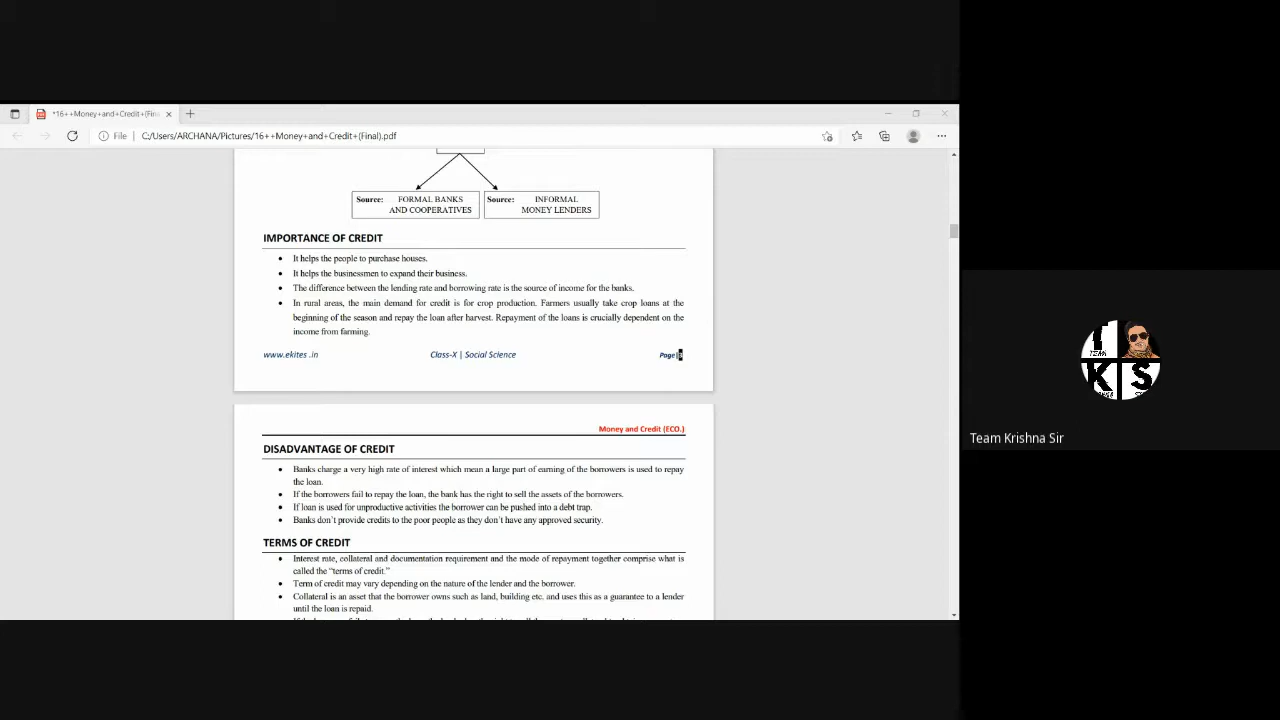 *16++Money+and+Credit+(Fin
File
C:/Users/ARCHANA/Pictures/16++Money+and+Credit+(Final).pdf
Source: FORMAL BANKS
AND COOPERATIVES
Source: INFORMAL
MONEY LENDERS
IMPORTANCE OF CREDIT
• It helps the people to purchase houses.
• It helps the businessmen to expand their business.
• The difference between the lending rate and borrowing rate is the source of income for the banks.
• In rural areas, the main demand for credit is for crop production. Farmers usually take crop loans at the
beginning of the season and repay the loan after harvest. Repayment of the loans is crucially dependent on the
income from farming.
www.ekites .in
Class-X | Social Science
Page|
Money and Credit (ECO.)
DISADVANTAGE OF CREDIT
• Banks charge a very high rate of interest which mean a large part of earning of the borrowers is used to repay
the loan.
• If the borrowers fail to repay the loan, the bank has the right to sell the assets of the borrowers.
• If loan is used for unproductive activities the borrower can be pushed into a debt trap.
• Banks don't provide credits to the poor people as they don't have any approved security.
TERMS OF CREDIT
• Interest rate, collateral and documentation requirement and the mode of repayment together comprise what is
called the "terms of credit."
• Term of credit may vary depending on the nature of the lender and the borrower.
• Collateral is an asset that the borrower owns such as land, building etc. and uses this as a guarantee to a lender
until the loan is repaid.
TEAM
K S
Team Krishna Sir